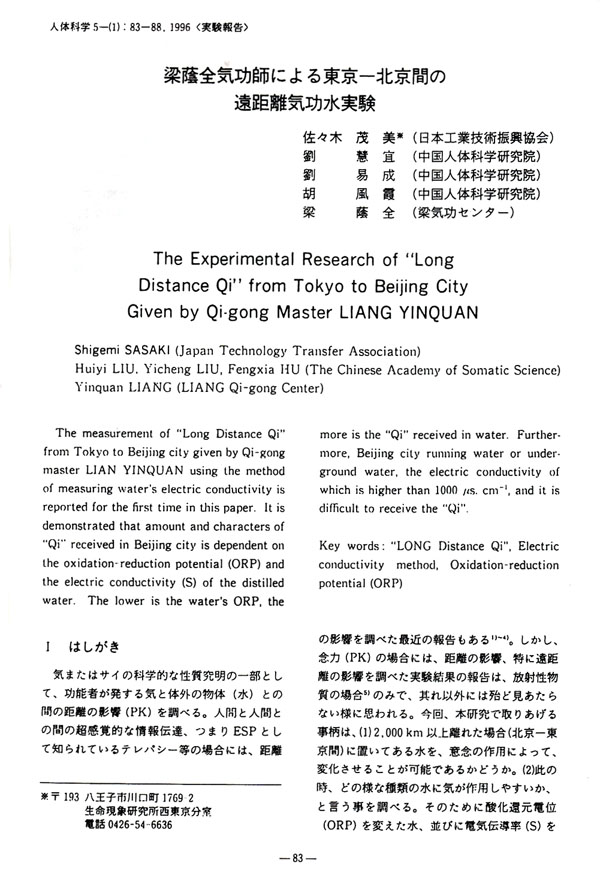 人体科学5—(1): 83—88, 1996〈実験報告〉
梁蔭全気功師による東京—北京間の
遠距離気功水実験
佐々木 茂 美*(日本工業技術振興協会)
劉 慧 宜(中国人体科学研究院)
劉 易 成(中国人体科学研究院)
胡 風 霞(中国人体科学研究院)
梁 蔭 全(梁気功センター)
The Experimental Research of "Long
Distance Qi" from Tokyo to Beijing City
Given by Qi-gong Master LIANG YINQUAN
Shigemi SASAKI (Japan Technology Transfer Association)
Huiyi LIU, Yicheng LIU, Fengxia HU (The Chinese Academy of Somatic Science)
Yinquan LIANG (LIANG Qi-gong Center)
The measurement of "Long Distance Qi"
from Tokyo to Beijing city given by Qi-gong
master LIAN YINQUAN using the method
of measuring water's electric conductivity is
reported for the first time in this paper. It is
demonstrated that amount and characters of
"Qi" received in Beijing city is dependent on
the oxidation-reduction potential (ORP) and
the electric conductivity (S) of the distilled
water. The lower is the water's ORP, the
more is the "Qi" received in water. Further-
more, Beijing city running water or under-
ground water, the electric conductivity of
which is higher than 1000 μs. cm⁻¹, and it is
difficult to receive the "Qi".
Key words: "LONG Distance Qi", Electric
conductivity method, Oxidation-reduction
potential (ORP)
I はしがき
気またはサイの科学的な性質究明の一部とし
て、功能者が発する気と体外の物体(水)との
間の距離の影響(PK)を調べる。人間と人間と
の間の超感覚的な情報伝達、つまりESPとし
て知られているテレパシー等の場合には、距離
*〒193 八王子市川口町1769-2
生命現象研究所西東京分室
電話0426-54-6636
の影響を調べた最近の報告もある¹⁾~⁴⁾。しかし、
念力(PK)の場合には、距離の影響、特に遠距
離の影響を調べた実験結果の報告は、放射性物
質の場合⁵⁾のみで、其れ以外には殆ど見あたら
ない様に思われる。今回、本研究で取りあげる
事柄は、(1)2,000km以上離れた場合(北京—東
京間)に置いてある水を、意念の作用によって、
変化させることが可能であるかどうか。(2)此の
時、どの様な種類の水に気が作用しやすいか、
と言う事を調べる。そのために酸化還元電位
(ORP)を変えた水、並びに電気伝導率(S)を
—83—